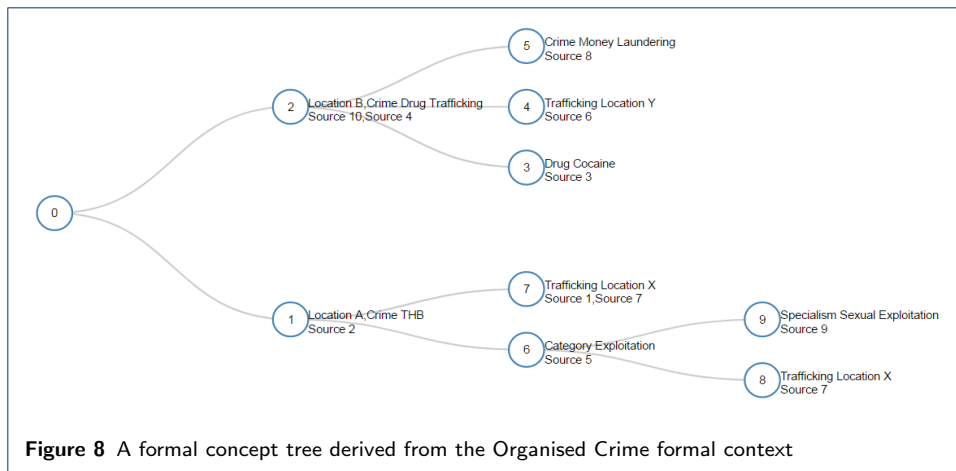 5
Crime Money Laundering
Source 8
2
Location B,Crime Drug Trafficking
Source 10,Source 4
4
Trafficking Location Y
Source 6
3
Drug Cocaine
Source 3
0
7
Trafficking Location X
Source 1,Source 7
1
Location A,Crime THB
Source 2
6
Category Exploitation
Source 5
9
Specialism Sexual Exploitation
Source 9
8
Trafficking Location X
Source 7
Figure 8 A formal concept tree derived from the Organised Crime formal context